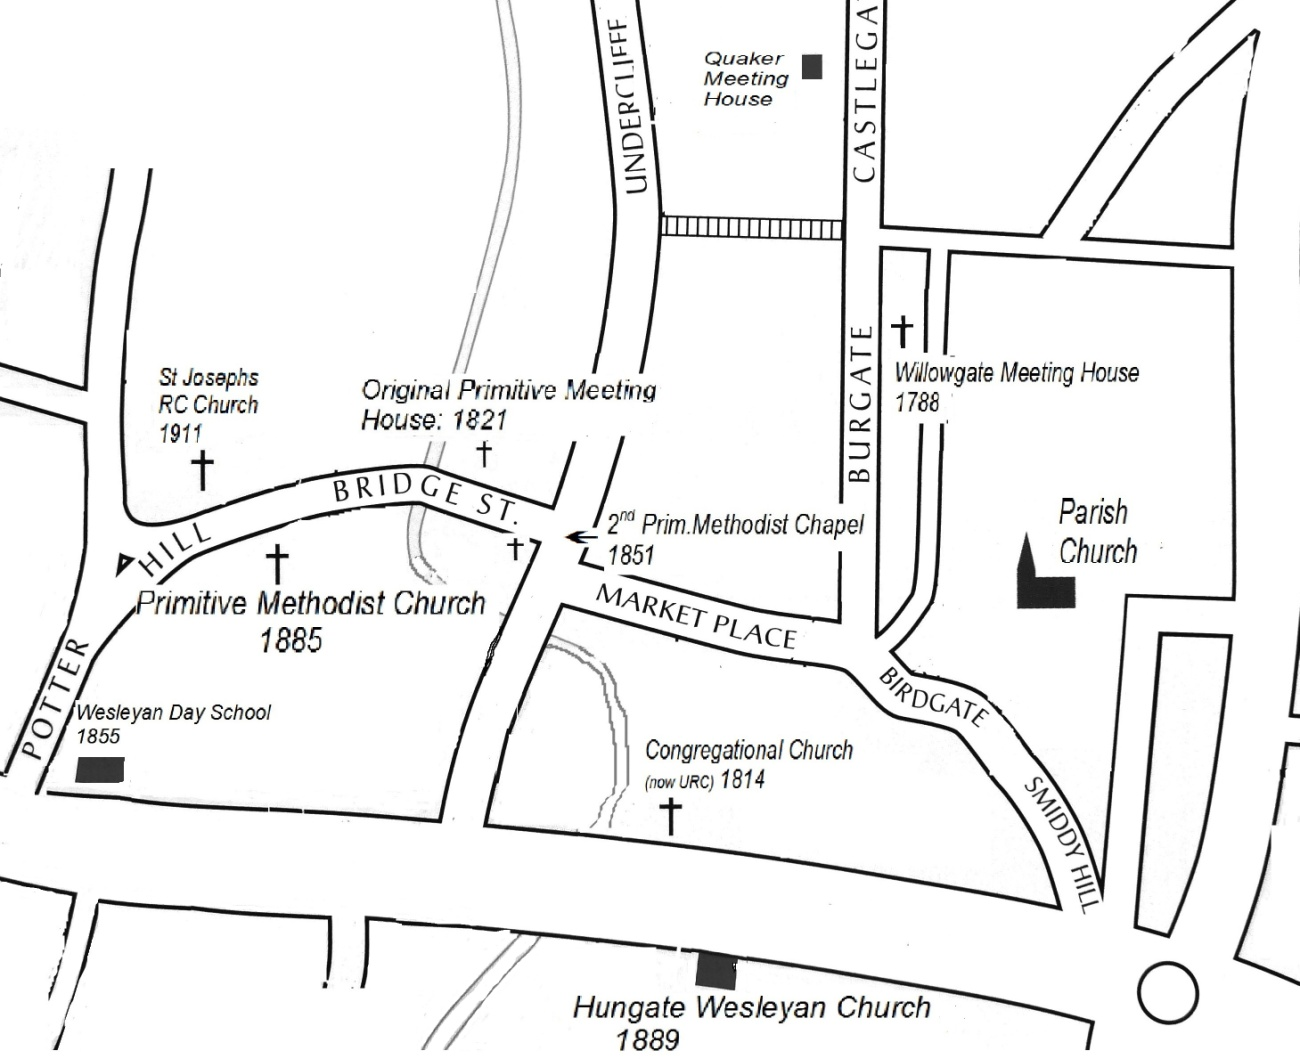 UNDERCLIFFF
Quaker
Meeting
House
CASTLEGA
St Josephs
RC Church
1911
Original Primitive Meeting
House: 1821
BURGATE
Willowgate Meeting House
1788
BRIDGE ST.
HILL
2nd Prim.Methodist Chapel
1851
Parish
Church
Primitive Methodist Church
1885
MARKET PLACE
POTTER
BIRDGATE
Wesleyan Day School
1855
Congregational Church
(now URC) 1814
SMIDDY HILL
Hungate Wesleyan Church
1889